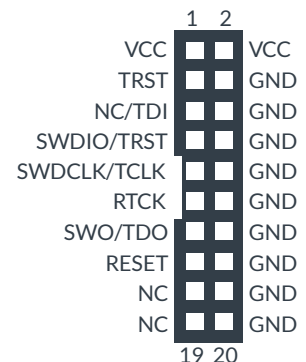 1 2
VCC VCC
TRST GND
NC/TDI GND
SWDIO/TRST GND
SWDCLK/TCLK GND
RTCK GND
SWO/TDO GND
RESET GND
NC GND
NC GND
19 20